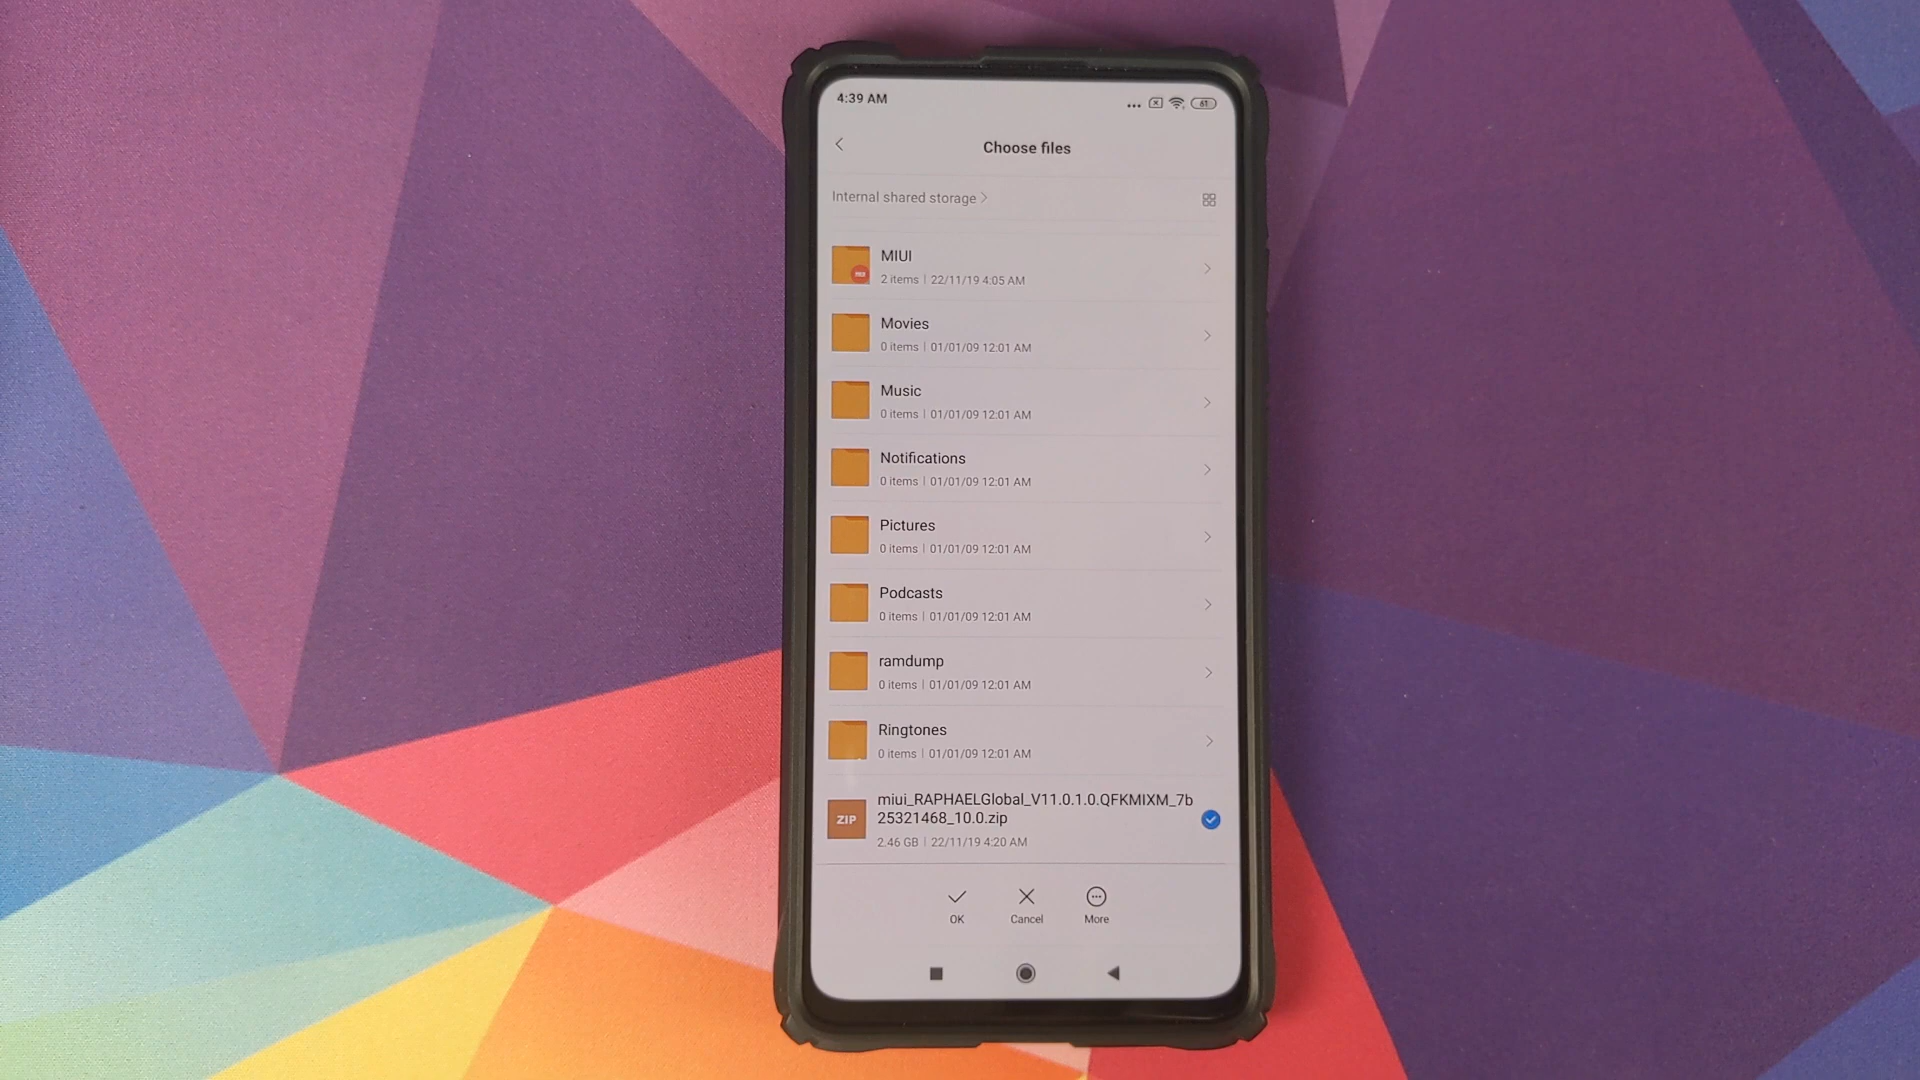 4:39 AM
61
Choose files
Internal shared storage
MIUI
2 items | 22/11/19 4:05 AM
Movies
0 items | 01/01/09 12:01 AM
Music
0 items | 01/01/09 12:01 AM
Notifications
0 items | 01/01/09 12:01 AM
Pictures
0 items | 01/01/09 12:01 AM
Podcasts
0 items | 01/01/09 12:01 AM
ramdump
0 items | 01/01/09 12:01 AM
Ringtones
0 items | 01/01/09 12:01 AM
ZIP
miui_RAPHAELGlobal_V11.0.1.0.QFKMIXM_7b
25321468_10.0.zip
2.46 GB | 22/11/19 4:20 AM
OK Cancel More